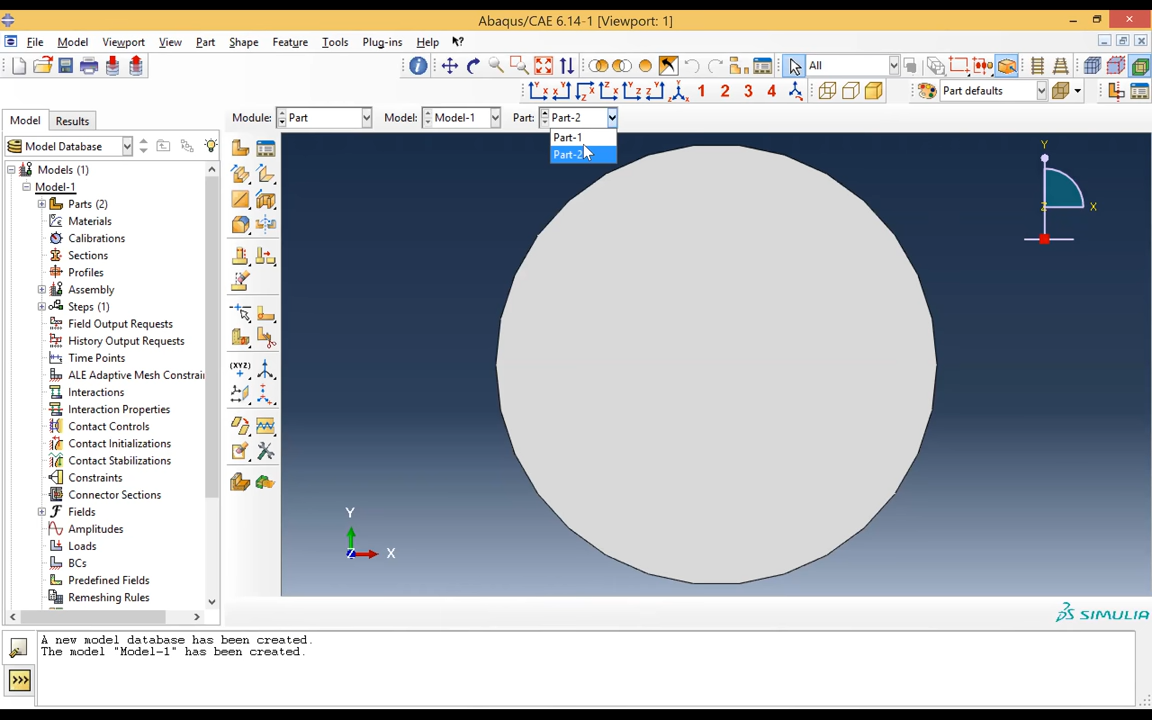 Abaqus/CAE 6.14-1 [Viewport: 1]
File Model Viewport View Part Shape Feature Tools Plug-ins Help
All
1 2 3 4 Part defaults
Model Results Module: Part Model: Model-1 Part: Part-2
Part-1
Part-2
Model Database
Models (1)
Model-1
Parts (2)
Materials
Calibrations
Sections
Profiles
Assembly
Steps (1)
Field Output Requests
History Output Requests
Time Points
ALE Adaptive Mesh Constrai
Interactions
Interaction Properties
Contact Controls
Contact Initializations
Contact Stabilizations
Constraints
Connector Sections
Fields
Amplitudes
Loads
BCs
Predefined Fields
Remeshing Rules
(XYZ)
Y
Z X
Y
Z X
SIMULIA
A new model database has been created.
The model "Model-1" has been created.
>>>